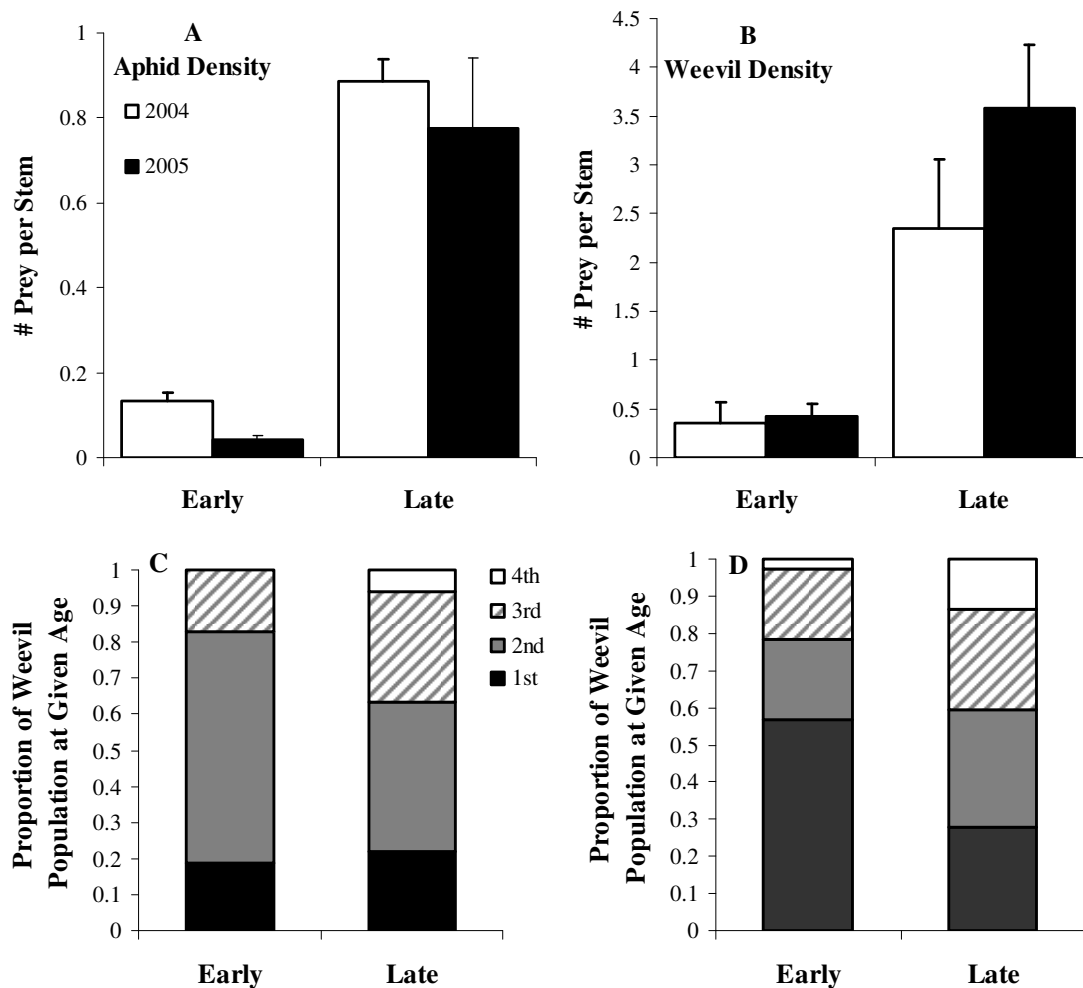 A
Aphid Density
2004
2005
# Prey per Stem
1
0.8
0.6
0.4
0.2
0
Early
Late
B
Weevil Density
# Prey per Stem
4.5
4
3.5
3
2.5
2
1.5
1
0.5
0
Early
Late
C
Proportion of Weevil
Population at Given Age
1
0.9
0.8
0.7
0.6
0.5
0.4
0.3
0.2
0.1
0
Early
Late
4th
3rd
2nd
1st
D
Proportion of Weevil
Population at Given Age
1
0.9
0.8
0.7
0.6
0.5
0.4
0.3
0.2
0.1
0
Early
Late